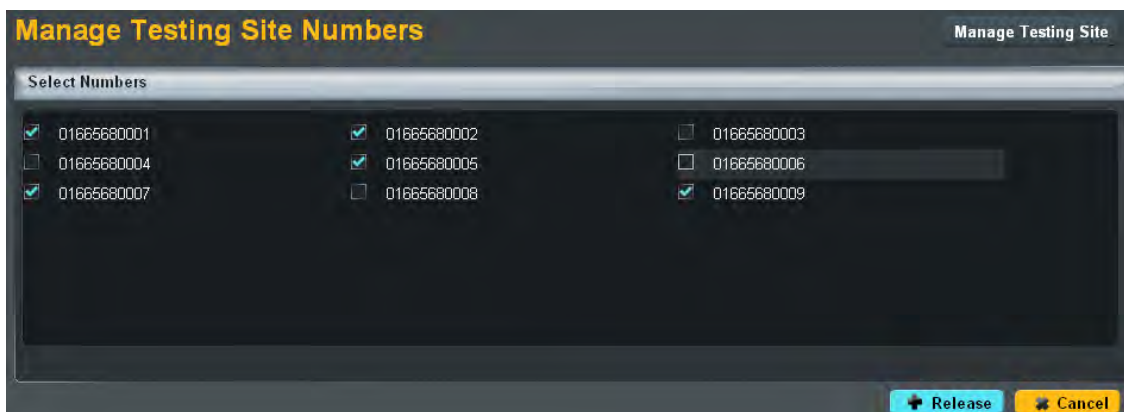 Manage Testing Site Numbers
Manage Testing Site
Select Numbers
01665680001 01665680002 01665680003
01665680004 01665680005 01665680006
01665680007 01665680008 01665680009
Release Cancel